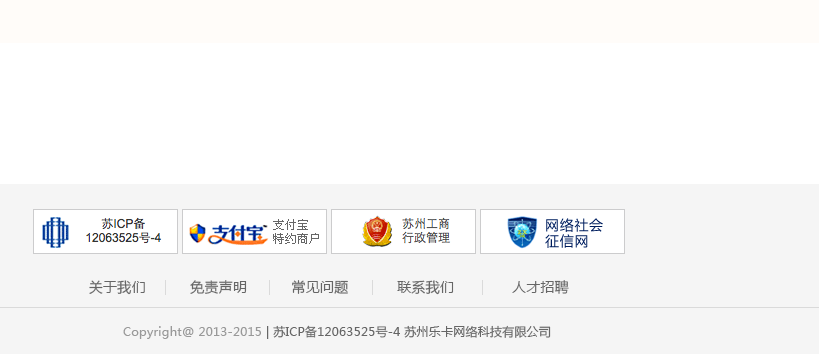 苏ICP备
12063525号-4
支付宝
支付宝
特约商户
苏州工商
行政管理
网络社会
征信网
关于我们
免责声明
常见问题
联系我们
人才招聘
Copyright@ 2013-2015 | 苏ICP备12063525号-4 苏州乐卡网络科技有限公司